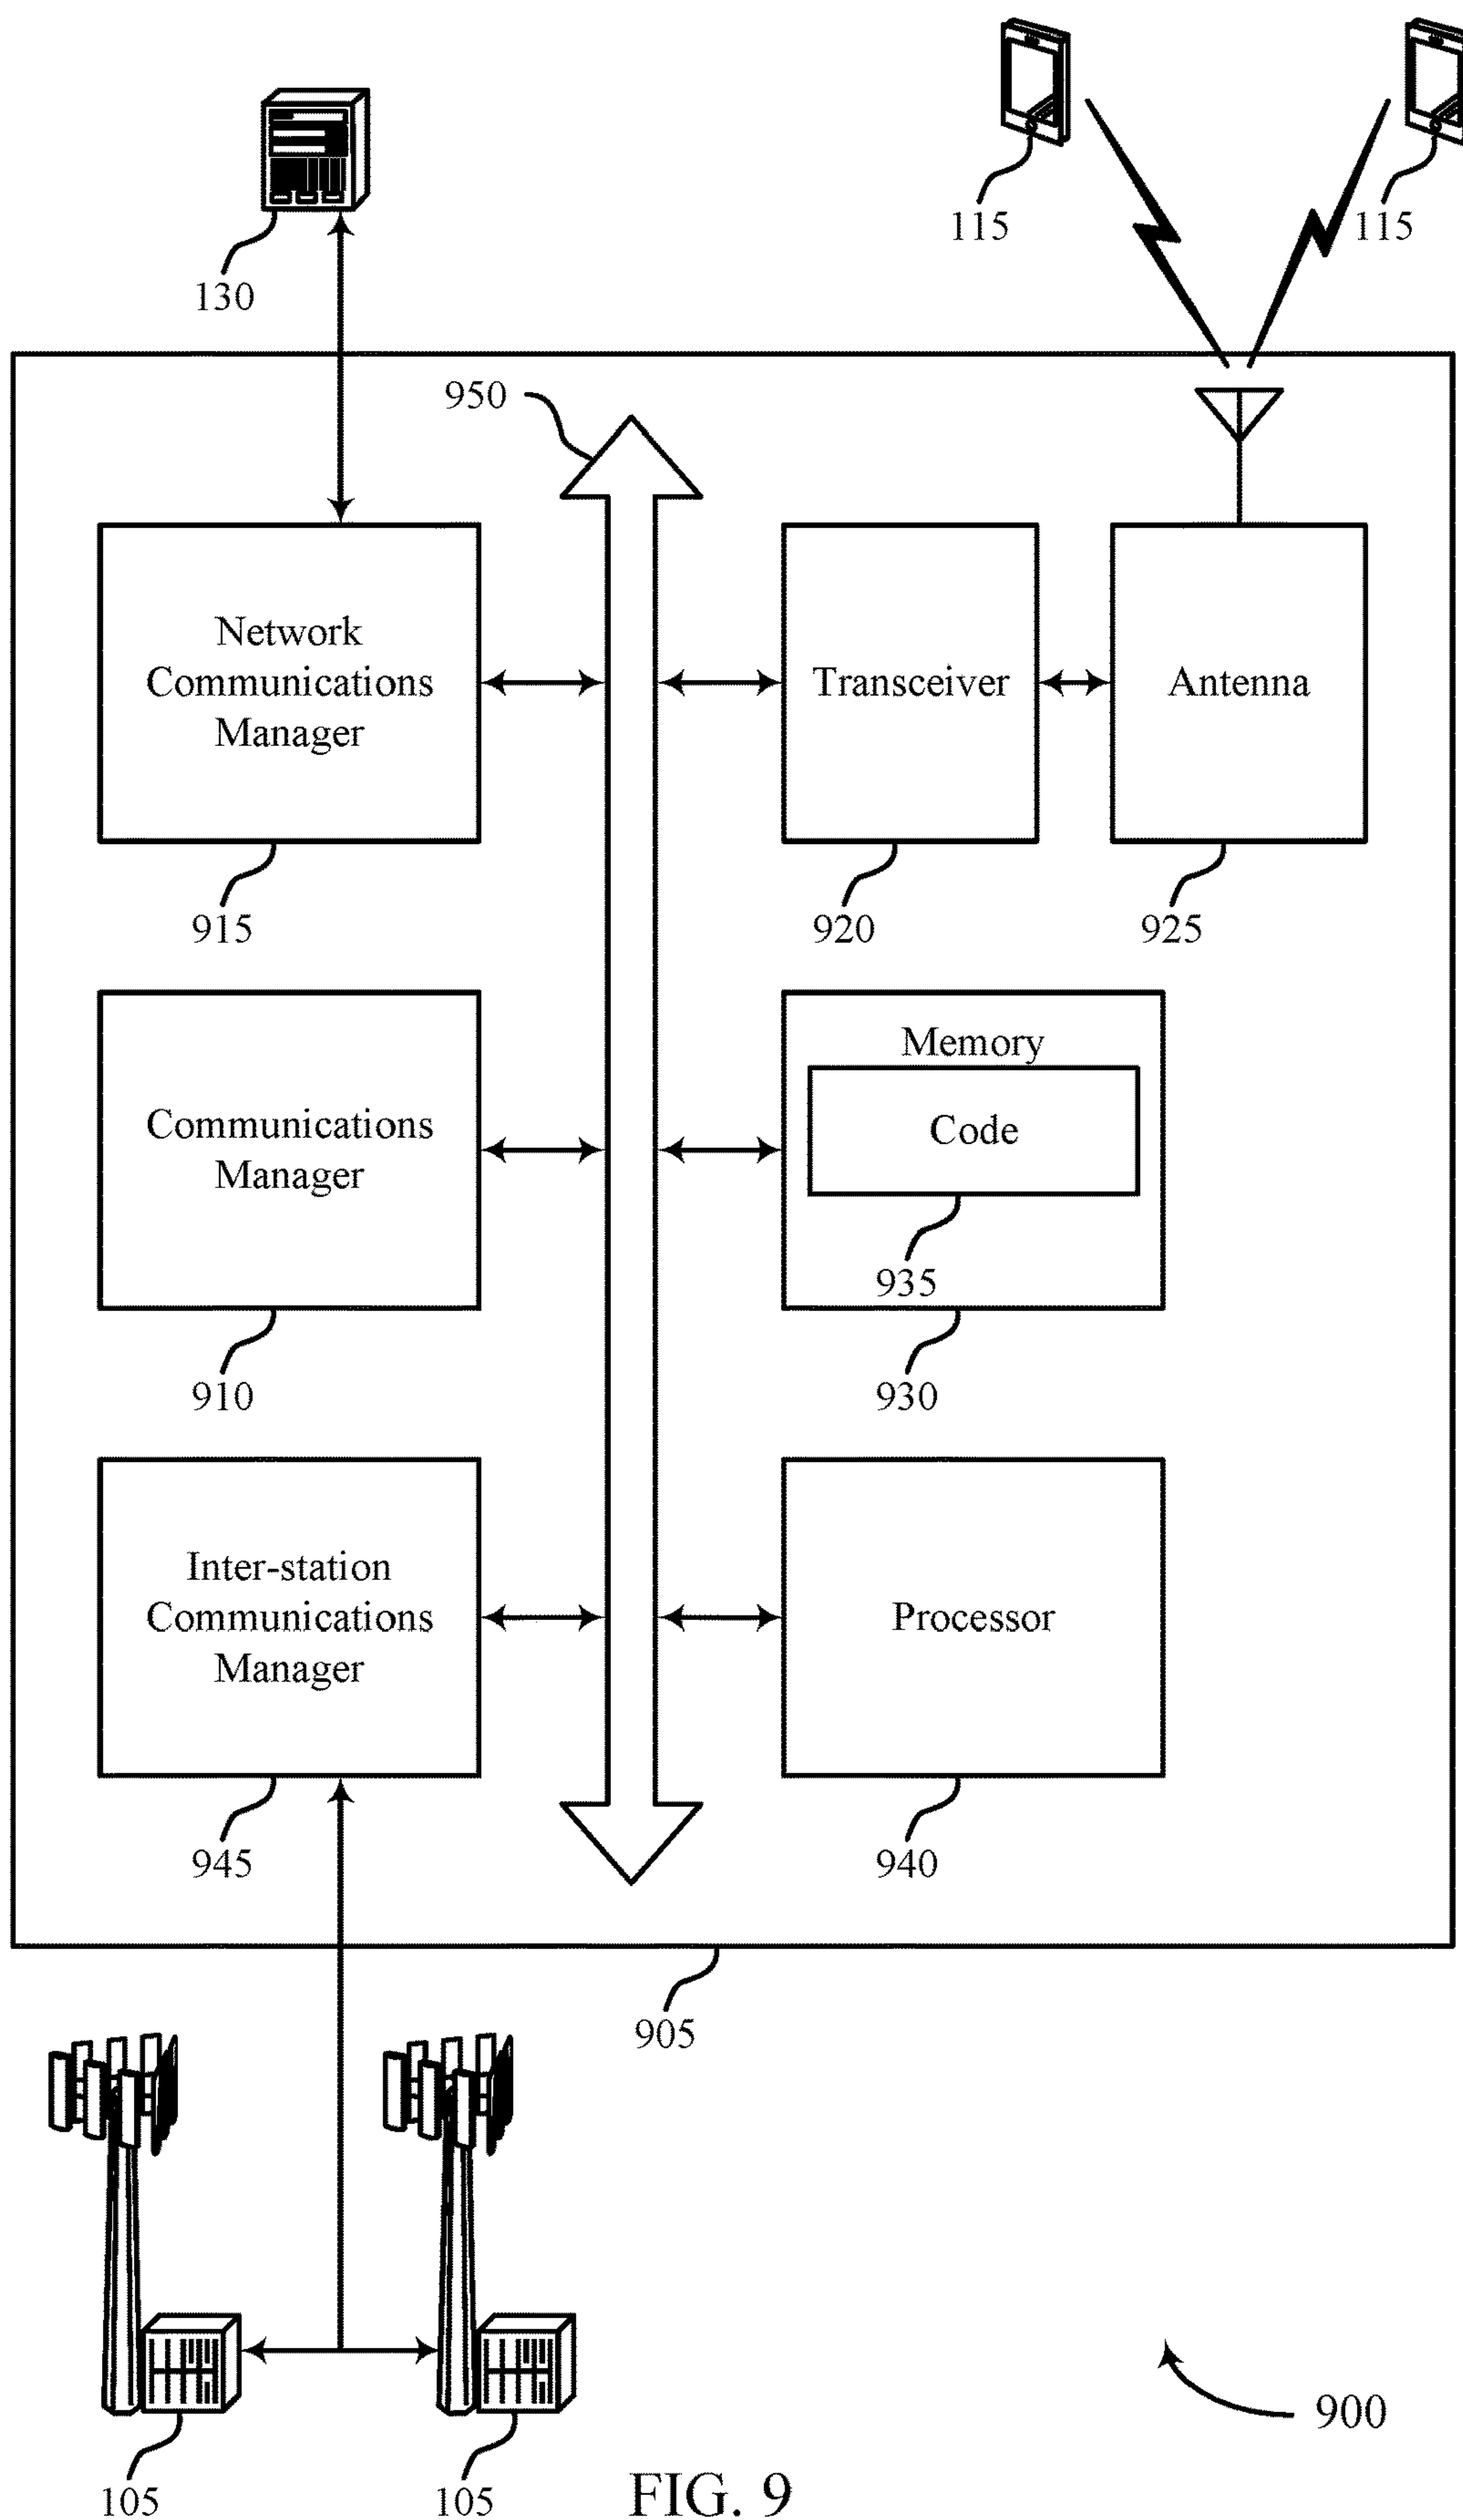 115
115
130
950
Network
Communications
Manager
Transceiver
Antenna
915
920
925
Communications
Manager
Memory
Code
935
910
930
Inter-station
Communications
Manager
Processor
945
940
905
900
105
105
FIG. 9